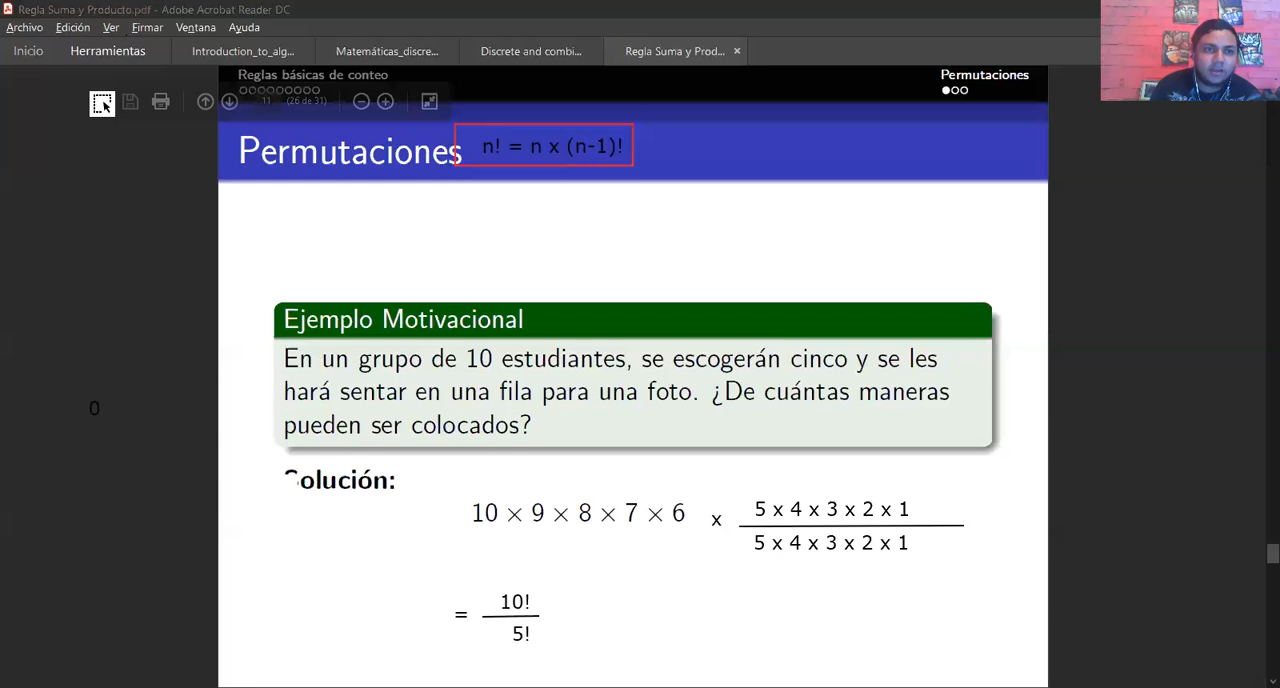 Regla Suma y Producto.pdf - Adobe Acrobat Reader DC
Archivo Edición Ver Firmar Ventana Ayuda
Inicio Herramientas Introduction_to_alg... Matemáticas_discre... Discrete and combi... Regla Suma y Prod... ×
Reglas básicas de conteo Permutaciones
11 (26 de 31)
Permutaciones n! = n x (n-1)!
Ejemplo Motivacional
En un grupo de 10 estudiantes, se escogerán cinco y se les
hará sentar en una fila para una foto. ¿De cuántas maneras
pueden ser colocados?
0
Solución:
10 × 9 × 8 × 7 × 6 x 5 x 4 x 3 x 2 x 1
5 x 4 x 3 x 2 x 1
= 10!
5!